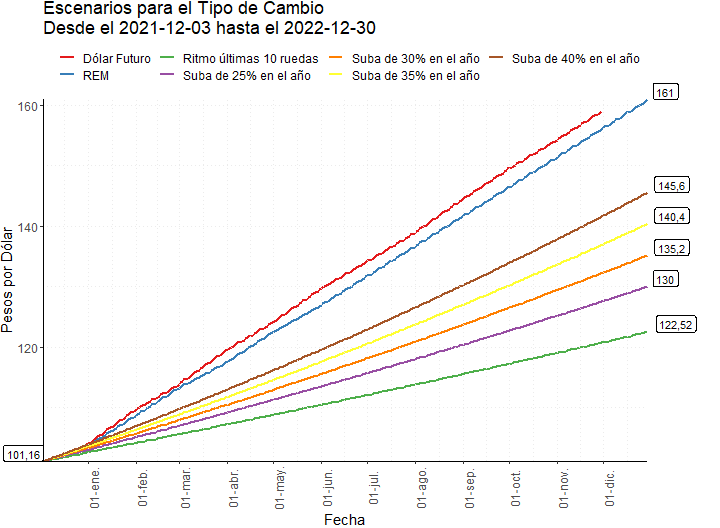 Escenarios para el Tipo de Cambio
Desde el 2021-12-03 hasta el 2022-12-30
Dólar Futuro
Ritmo últimas 10 ruedas
Suba de 30% en el año
Suba de 40% en el año
REM
Suba de 25% en el año
Suba de 35% en el año
Pesos por Dólar
160
140
120
101,16
161
145,6
140,4
135,2
130
122,52
01-ene.
01-feb.
01-mar.
01-abr.
01-may.
01-jun.
01-jul.
01-ago.
01-sep.
01-oct.
01-nov.
01-dic.
Fecha